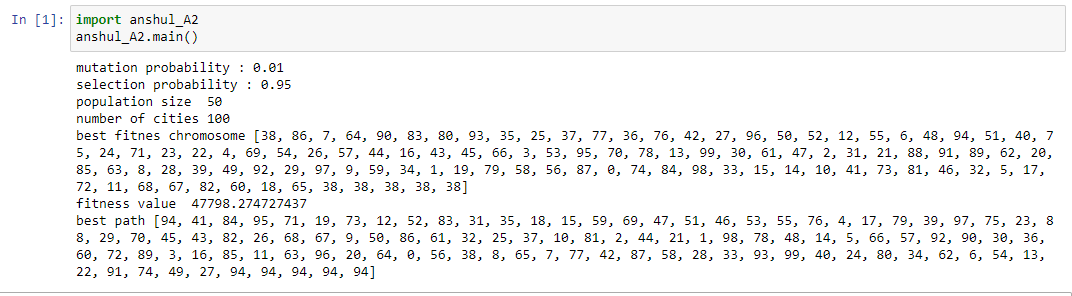 In [1]: import anshul_A2
anshul_A2.main()
mutation probability : 0.01
selection probability : 0.95
population size  50
number of cities 100
best fitnes chromosome [38, 86, 7, 64, 90, 83, 80, 93, 35, 25, 37, 77, 36, 76, 42, 27, 96, 50, 52, 12, 55, 6, 48, 94, 51, 40, 7
5, 24, 71, 23, 22, 4, 69, 54, 26, 57, 44, 16, 43, 45, 66, 3, 53, 95, 70, 78, 13, 99, 30, 61, 47, 2, 31, 21, 88, 91, 89, 62, 20,
85, 63, 8, 28, 39, 49, 92, 29, 97, 9, 59, 34, 1, 19, 79, 58, 56, 87, 0, 74, 84, 98, 33, 15, 14, 10, 41, 73, 81, 46, 32, 5, 17,
72, 11, 68, 67, 82, 60, 18, 65, 38, 38, 38, 38, 38]
fitness value  47798.274727437
best path [94, 41, 84, 95, 71, 19, 73, 12, 52, 83, 31, 35, 18, 15, 59, 69, 47, 51, 46, 53, 55, 76, 4, 17, 79, 39, 97, 75, 23, 8
8, 29, 70, 45, 43, 82, 26, 68, 67, 9, 50, 86, 61, 32, 25, 37, 10, 81, 2, 44, 21, 1, 98, 78, 48, 14, 5, 66, 57, 92, 90, 30, 36,
60, 72, 89, 3, 16, 85, 11, 63, 96, 20, 64, 0, 56, 38, 8, 65, 7, 77, 42, 87, 58, 28, 33, 93, 99, 40, 24, 80, 34, 62, 6, 54, 13,
22, 91, 74, 49, 27, 94, 94, 94, 94, 94]